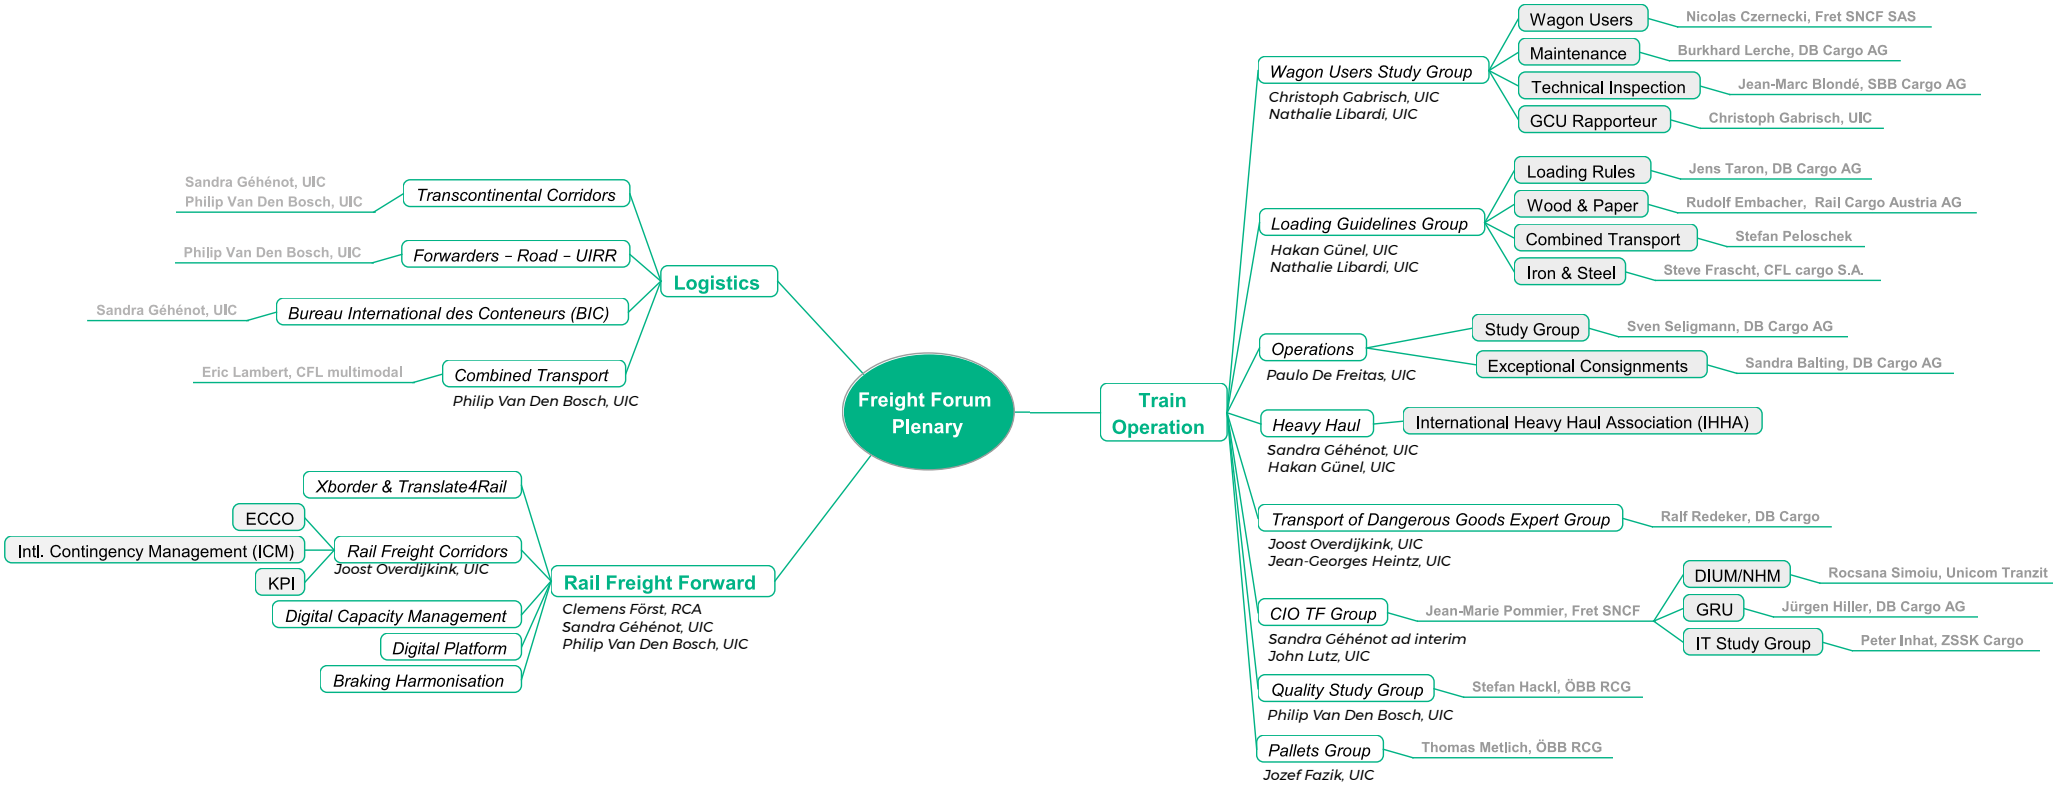 Freight Forum
Plenary
Logistics
Transcontinental Corridors
Sandra Géhénot, UIC
Philip Van Den Bosch, UIC
Forwarders – Road – UIRR
Philip Van Den Bosch, UIC
Bureau International des Conteneurs (BIC)
Sandra Géhénot, UIC
Combined Transport
Philip Van Den Bosch, UIC
Eric Lambert, CFL multimodal
Rail Freight Forward
Clemens Först, RCA
Sandra Géhénot, UIC
Philip Van Den Bosch, UIC
Xborder & Translate4Rail
Rail Freight Corridors
Joost Overdijkink, UIC
ECCO
Intl. Contingency Management (ICM)
KPI
Digital Capacity Management
Digital Platform
Braking Harmonisation
Train
Operation
Wagon Users Study Group
Christoph Gabrisch, UIC
Nathalie Libardi, UIC
Wagon Users
Nicolas Czernecki, Fret SNCF SAS
Maintenance
Burkhard Lerche, DB Cargo AG
Technical Inspection
Jean-Marc Blondé, SBB Cargo AG
GCU Rapporteur
Christoph Gabrisch, UIC
Loading Guidelines Group
Hakan Günel, UIC
Nathalie Libardi, UIC
Loading Rules
Jens Taron, DB Cargo AG
Wood & Paper
Rudolf Embacher, Rail Cargo Austria AG
Combined Transport
Stefan Peloschek
Iron & Steel
Steve Frascht, CFL cargo S.A.
Operations
Paulo De Freitas, UIC
Study Group
Sven Seligmann, DB Cargo AG
Exceptional Consignments
Sandra Balting, DB Cargo AG
Heavy Haul
Sandra Géhénot, UIC
Hakan Günel, UIC
International Heavy Haul Association (IHHA)
Transport of Dangerous Goods Expert Group
Joost Overdijkink, UIC
Jean-Georges Heintz, UIC
Ralf Redeker, DB Cargo
CIO TF Group
Sandra Géhénot ad interim
John Lutz, UIC
Jean-Marie Pommier, Fret SNCF
DIUM/NHM
Rocsana Simoiu, Unicom Tranzit
GRU
Jürgen Hiller, DB Cargo AG
IT Study Group
Peter Inhat, ZSSK Cargo
Quality Study Group
Philip Van Den Bosch, UIC
Stefan Hackl, ÖBB RCG
Pallets Group
Jozef Fazik, UIC
Thomas Metlich, ÖBB RCG